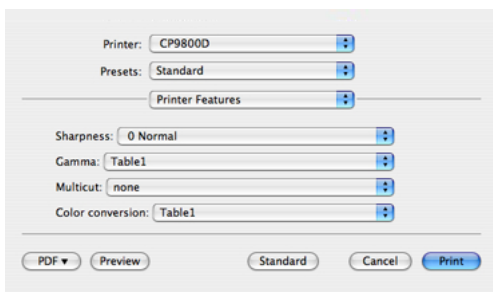 Printer: CP9800D
Presets: Standard
Printer Features
Sharpness: 0 Normal
Gamma: Table1
Multicut: none
Color conversion: Table1
PDF▼ Preview Standard Cancel Print